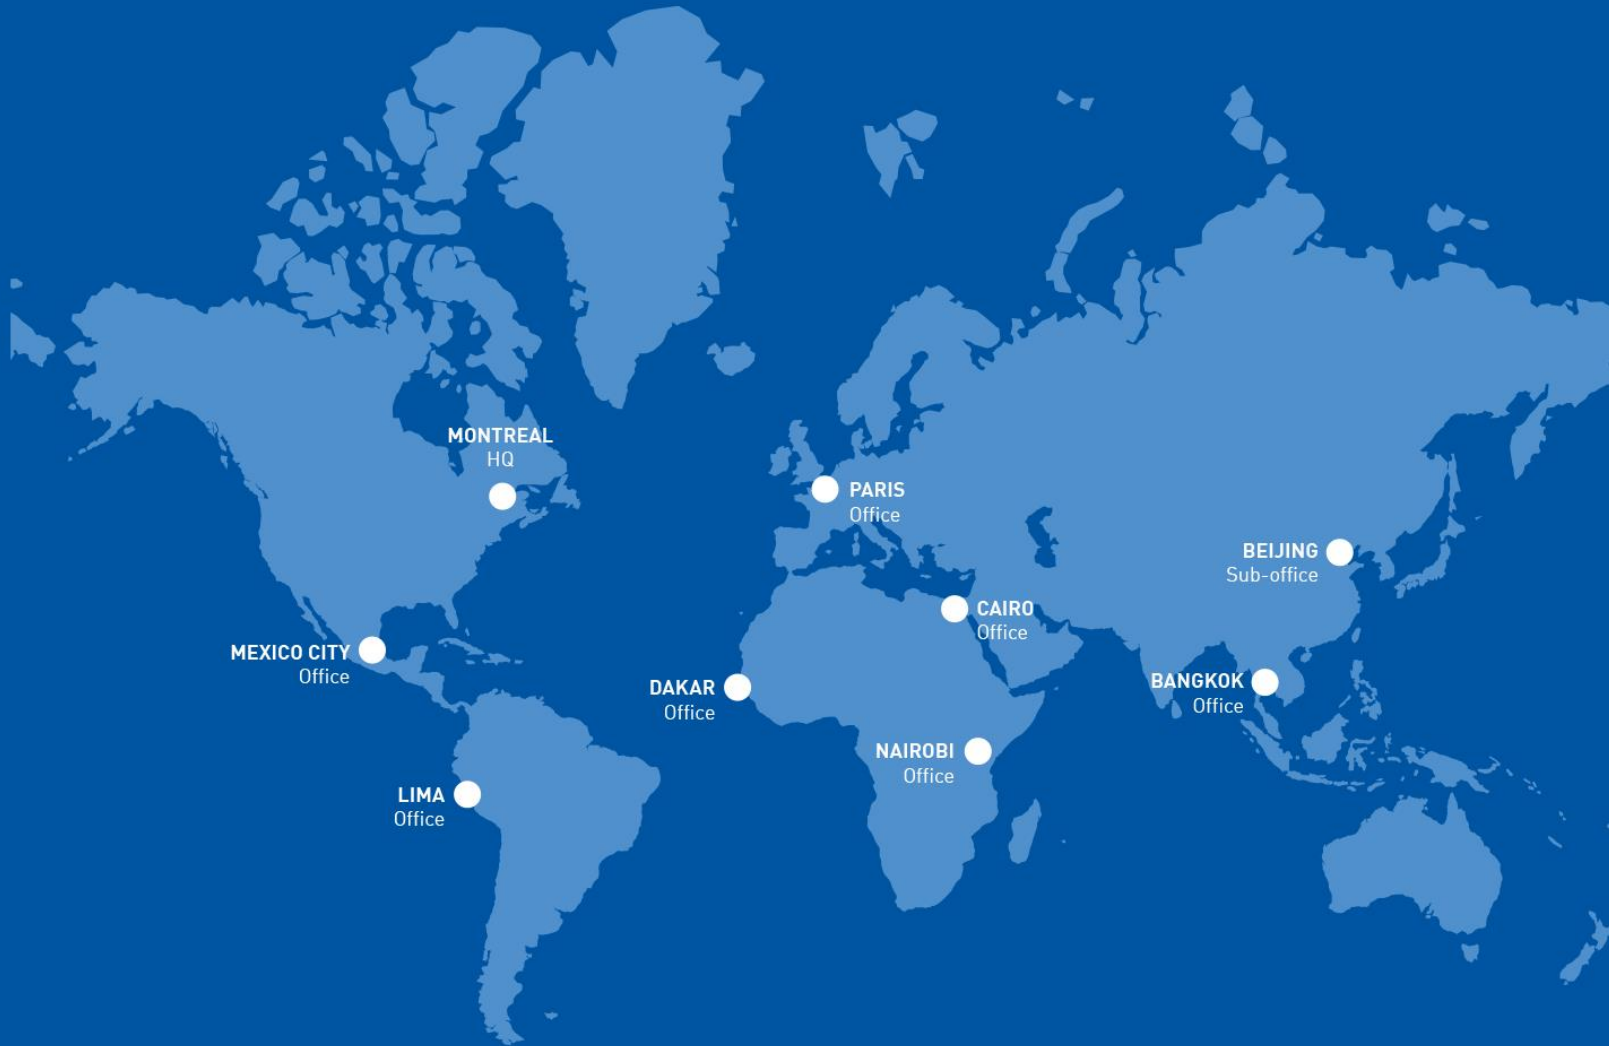 MONTREAL
HQ
PARIS
Office
BEIJING
Sub-office
CAIRO
Office
MEXICO CITY
Office
DAKAR
Office
BANGKOK
Office
NAIROBI
Office
LIMA
Office